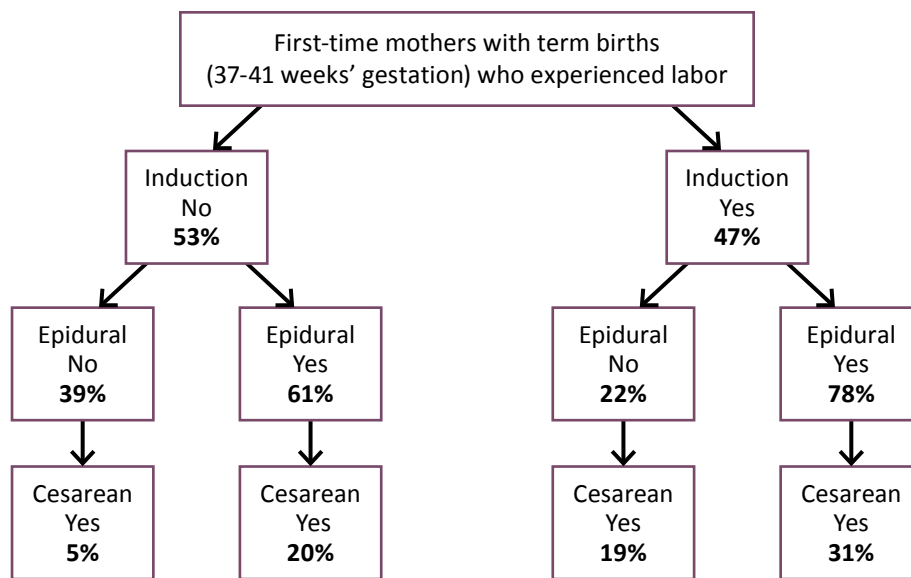 First-time mothers with term births
(37-41 weeks’ gestation) who experienced labor
Induction
No
53%
Induction
Yes
47%
Epidural
No
39%
Epidural
Yes
61%
Epidural
No
22%
Epidural
Yes
78%
Cesarean
Yes
5%
Cesarean
Yes
20%
Cesarean
Yes
19%
Cesarean
Yes
31%